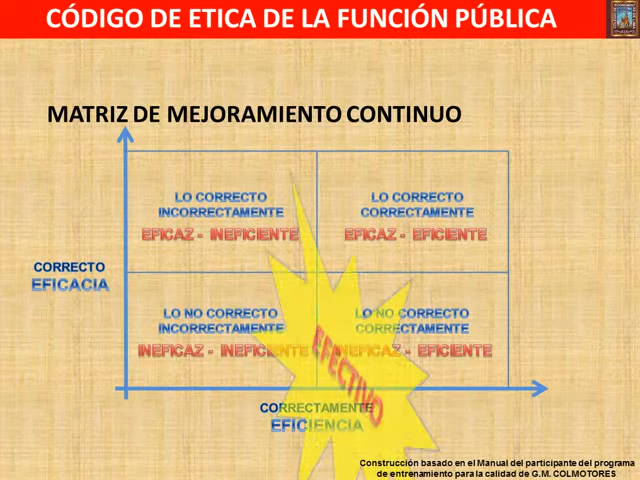 CÓDIGO DE ETICA DE LA FUNCIÓN PÚBLICA
MATRIZ DE MEJORAMIENTO CONTINUO
LO CORRECTO
INCORRECTAMENTE
EFICAZ - INEFICIENTE
LO CORRECTO
CORRECTAMENTE
EFICAZ - EFICIENTE
CORRECTO
EFICACIA
LO NO CORRECTO
INCORRECTAMENTE
INEFICAZ - INEFICIENTE
LO NO CORRECTO
CORRECTAMENTE
INEFICAZ - EFICIENTE
EFECTIVO
CORRECTAMENTE
EFICIENCIA
Construcción basado en el Manual del participante del programa
de entrenamiento para la calidad de G.M. COLMOTORES